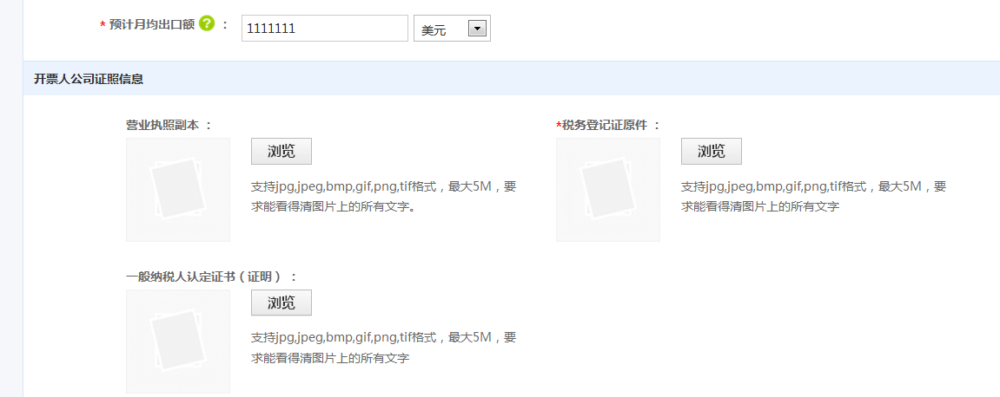 * 预计月均出口额 ? ： 1111111 美元
开票人公司证照信息
营业执照副本 ： *税务登记证原件 ：
浏览 浏览
支持jpg,jpeg,bmp,gif,png,tif格式，最大5M，要 支持jpg,jpeg,bmp,gif,png,tif格式，最大5M，要
求能看得清图片上的所有文字。 求能看得清图片上的所有文字
一般纳税人认定证书（证明） ：
浏览
支持jpg,jpeg,bmp,gif,png,tif格式，最大5M，要
求能看得清图片上的所有文字